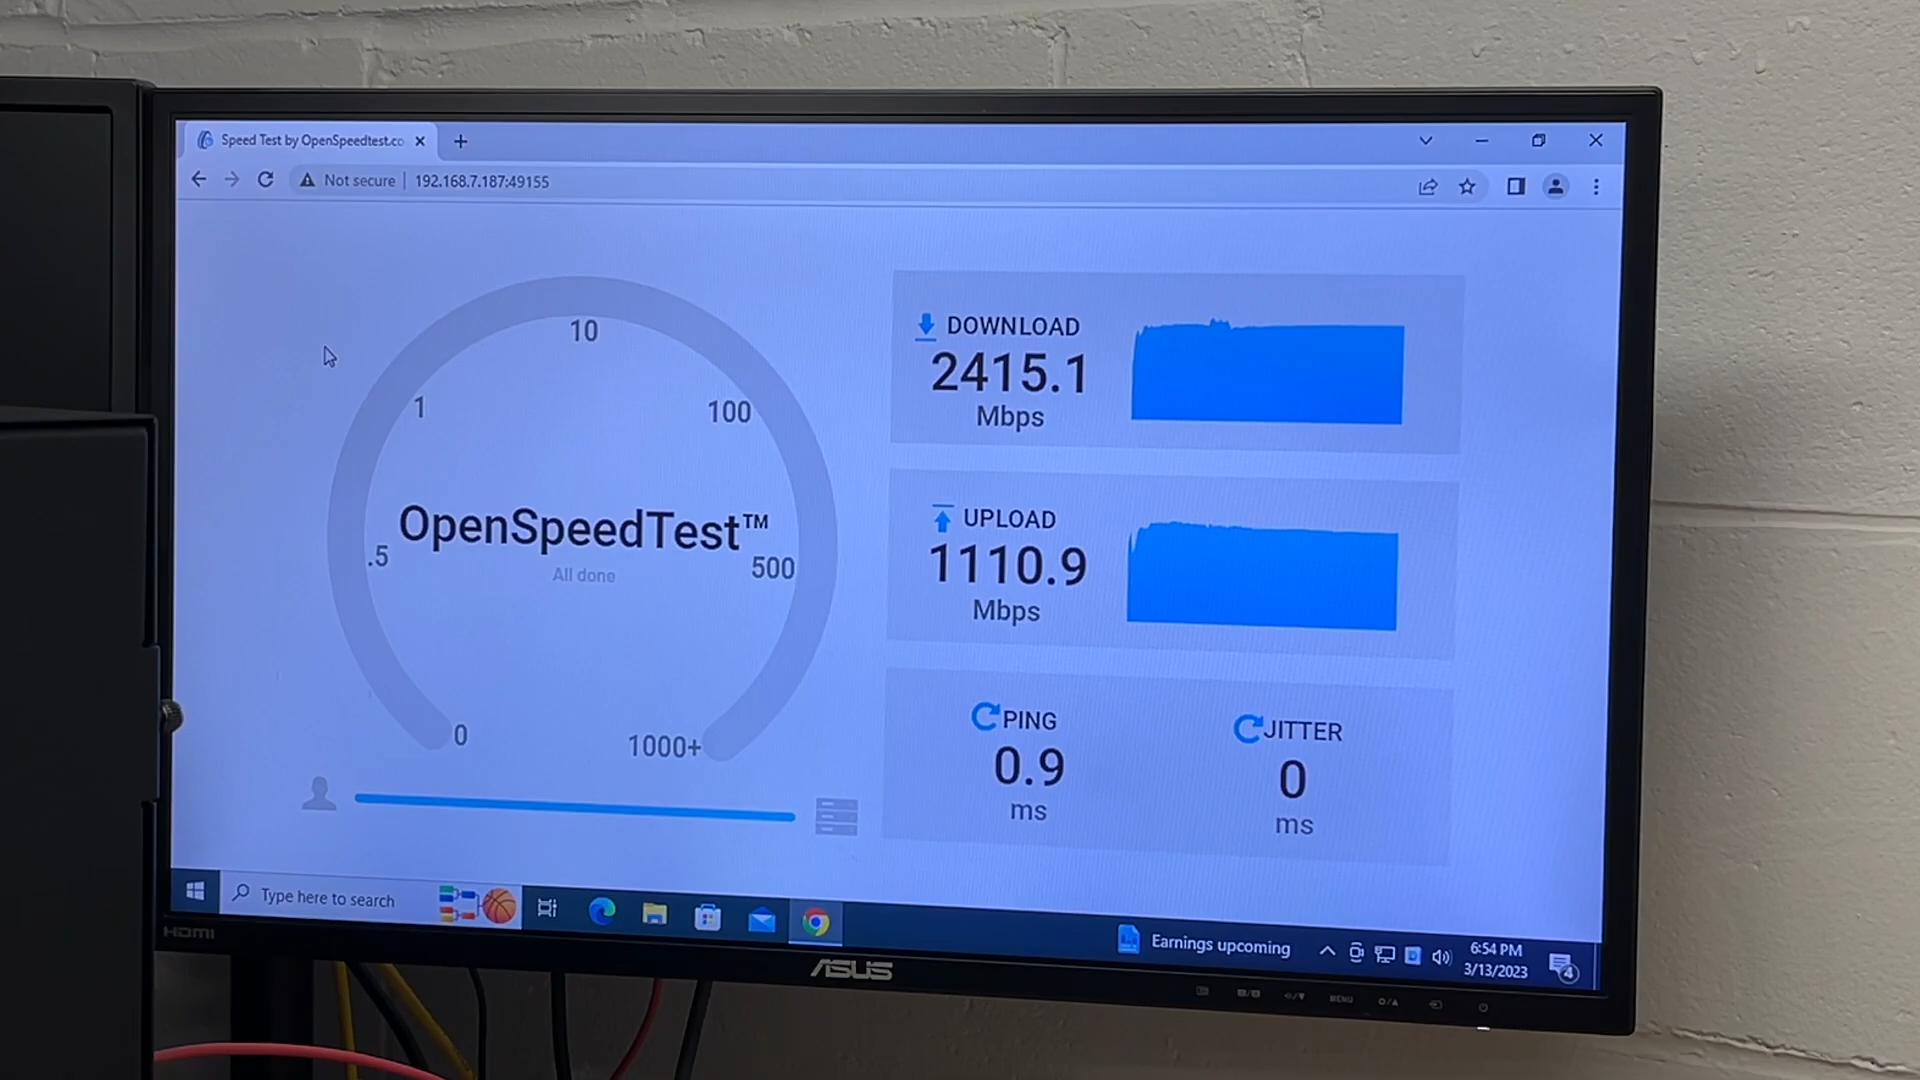 Speed Test by OpenSpeedtest.co
Not secure
192.168.7.187:49155
10
1
100
.5
500
0
1000+
OpenSpeedTest™
All done
DOWNLOAD
2415.1
Mbps
UPLOAD
1110.9
Mbps
PING
0.9
ms
JITTER
0
ms
Type here to search
Earnings upcoming
6:54 PM
3/13/2023
4
HDMI
ASUS
MENU